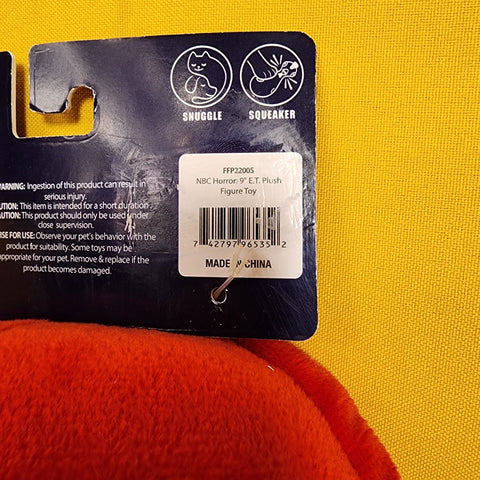 SNUGGLE SQUEAKER
FFP22005
NBC Horror: 9" E.T. Plush
Figure Toy
7 42797 96535 2
MADE IN CHINA
WARNING: Ingestion of this product can result in
serious injury.
CAUTION: This item is intended for a short duration.
CAUTION: This product should only be used under
close supervision.
ISE FOR USE: Observe your pet's behavior with the
product for suitability. Some toys may be
appropriate for your pet. Remove & replace if the
product becomes damaged.